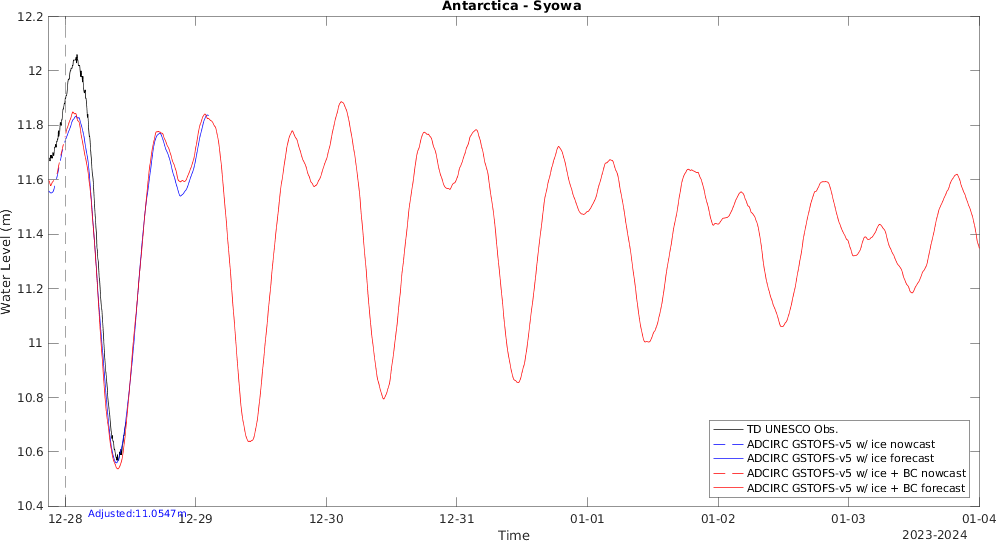 Antarctica - Syowa
12.2
12
11.8
11.6
11.4
11.2
11
10.8
10.6
10.4
Water Level (m)
TD UNESCO Obs.
ADCIRC GSTOFS-v5 w/ ice nowcast
ADCIRC GSTOFS-v5 w/ ice forecast
ADCIRC GSTOFS-v5 w/ ice + BC nowcast
ADCIRC GSTOFS-v5 w/ ice + BC forecast
Adjusted:11.0547m
12-28 12-29 12-30 12-31 01-01 01-02 01-03 01-04
Time
2023-2024